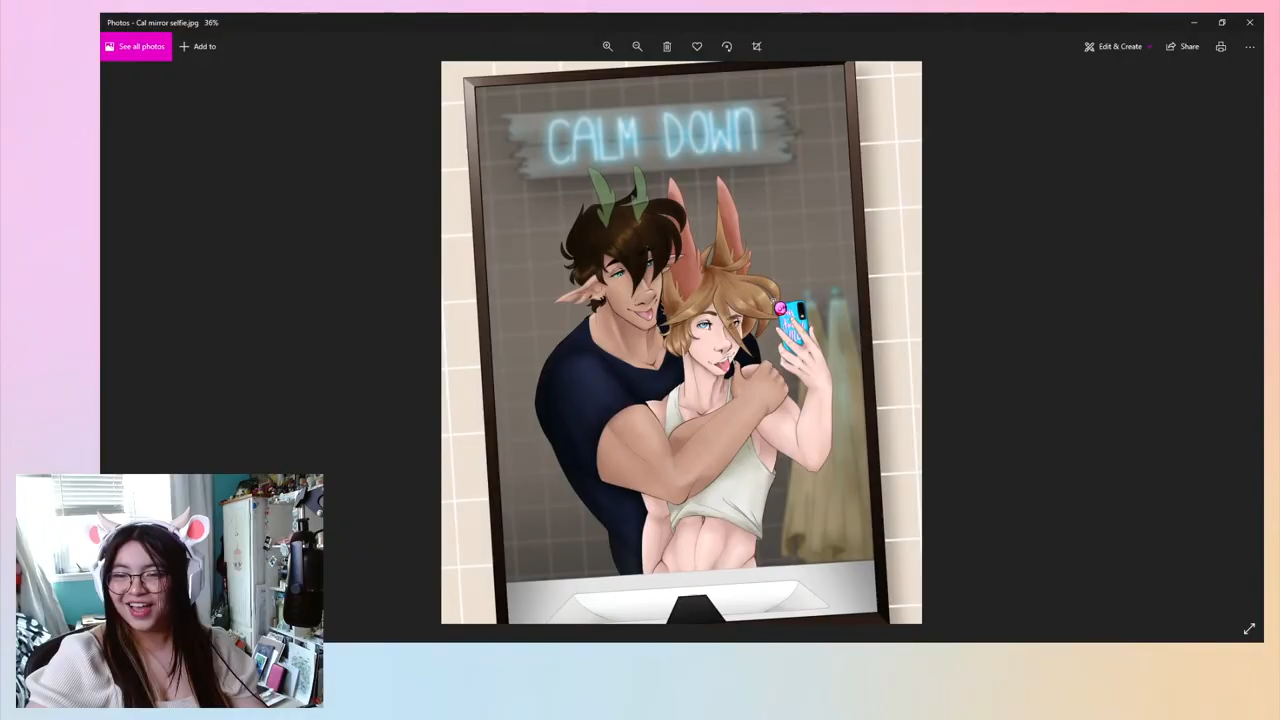 Photos - Cal mirror selfie.jpg 36%
See all photos
Add to
Edit & Create
Share
CALM DOWN